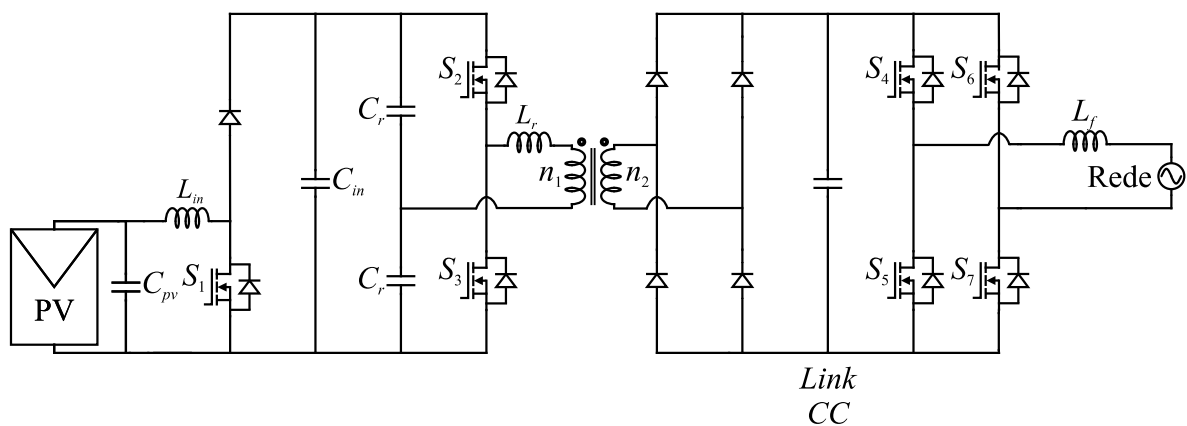 PV
C_pv
L_in
S_1
C_in
C_r
C_r
S_2
S_3
L_r
n_1
n_2
Link
CC
S_4
S_5
S_6
S_7
L_f
Rede